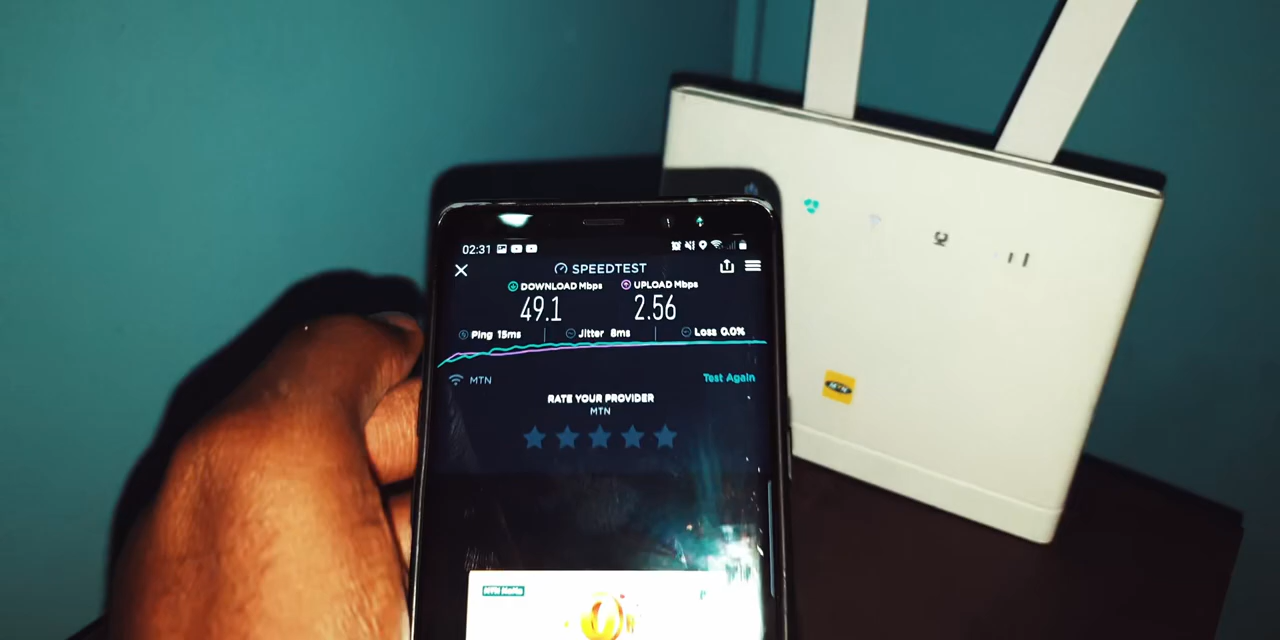 02:31
SPEEDTEST
DOWNLOAD Mbps UPLOAD Mbps
49.1 2.56
Ping 15ms Jitter 8ms Loss 0.0%
MTN Test Again
RATE YOUR PROVIDER
MTN
MTN